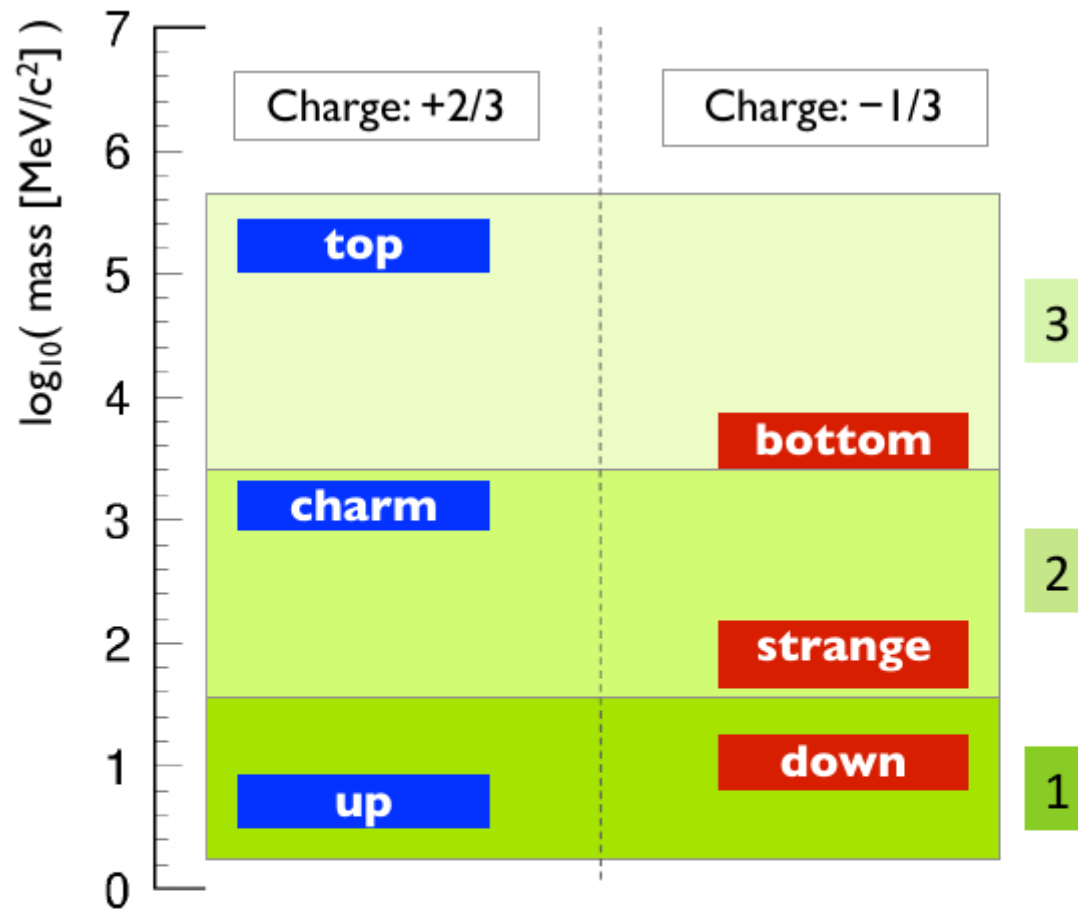 log₁₀( mass [MeV/c²] )
7
6
5
4
3
2
1
0
Charge: +2/3
Charge: −1/3
top
bottom
charm
strange
down
up
3
2
1